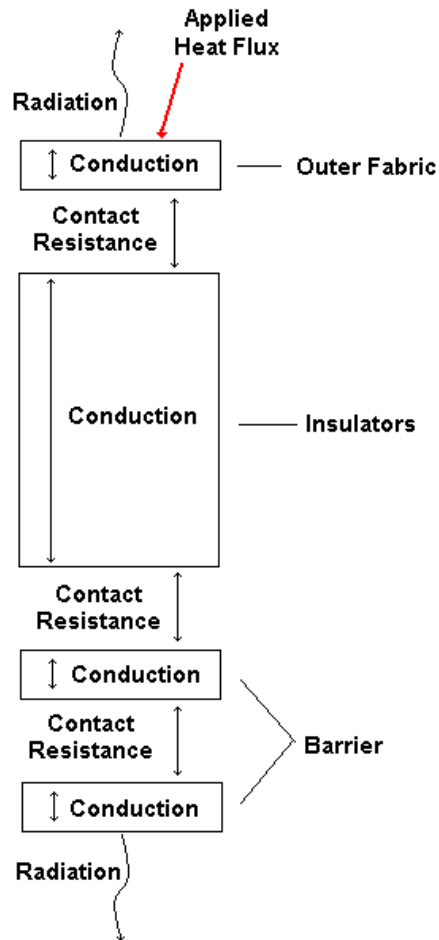 Applied
Heat Flux
Radiation
Conduction
Outer Fabric
Contact
Resistance
Conduction
Insulators
Contact
Resistance
Conduction
Contact
Resistance
Barrier
Conduction
Radiation